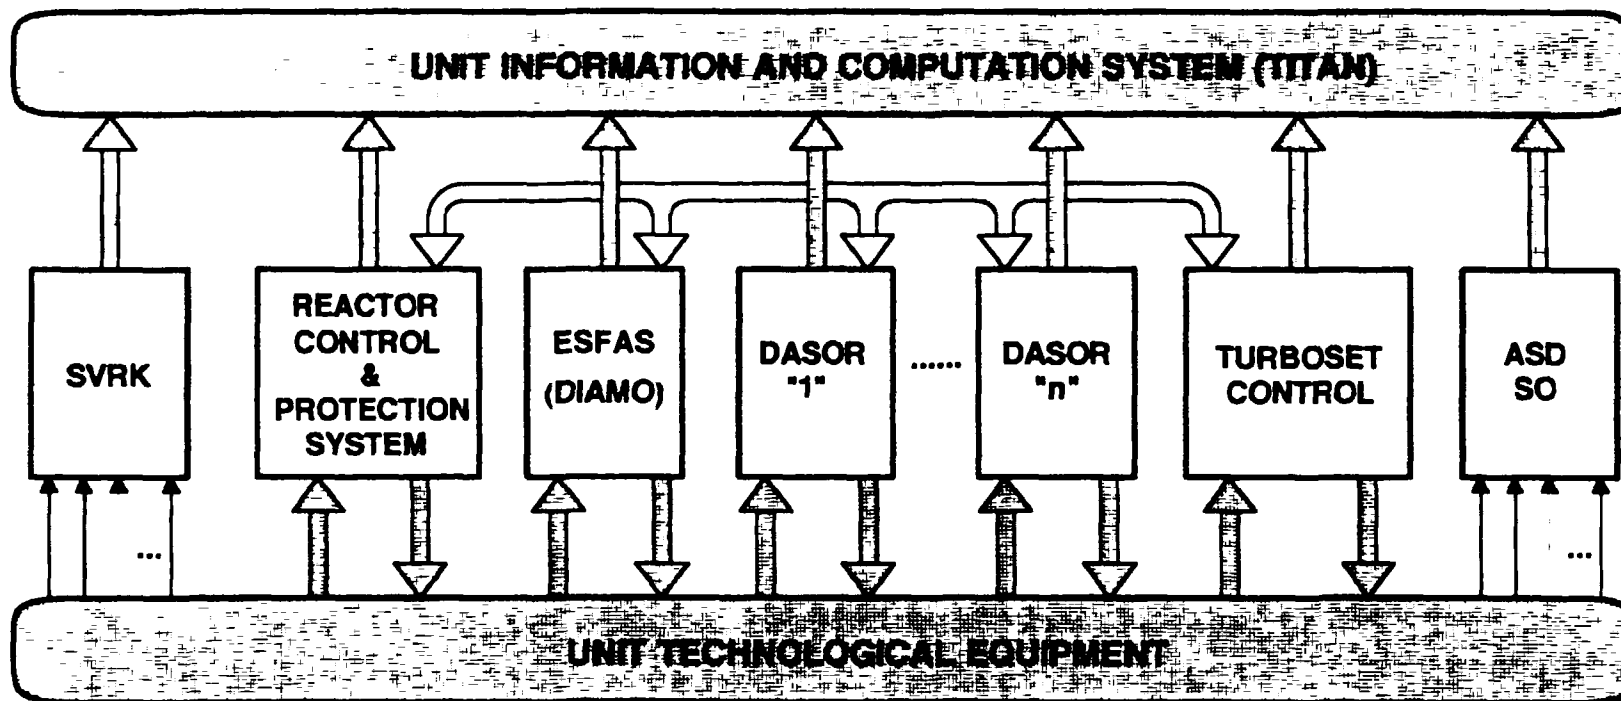 UNIT INFORMATION AND COMPUTATION SYSTEM (TITAN)
SVRK
REACTOR
CONTROL
&
PROTECTION
SYSTEM
ESFAS
(DIAMO)
DASOR
"1"
......
DASOR
"n"
TURBOSET
CONTROL
ASD
SO
...
...
UNIT TECHNOLOGICAL EQUIPMENT